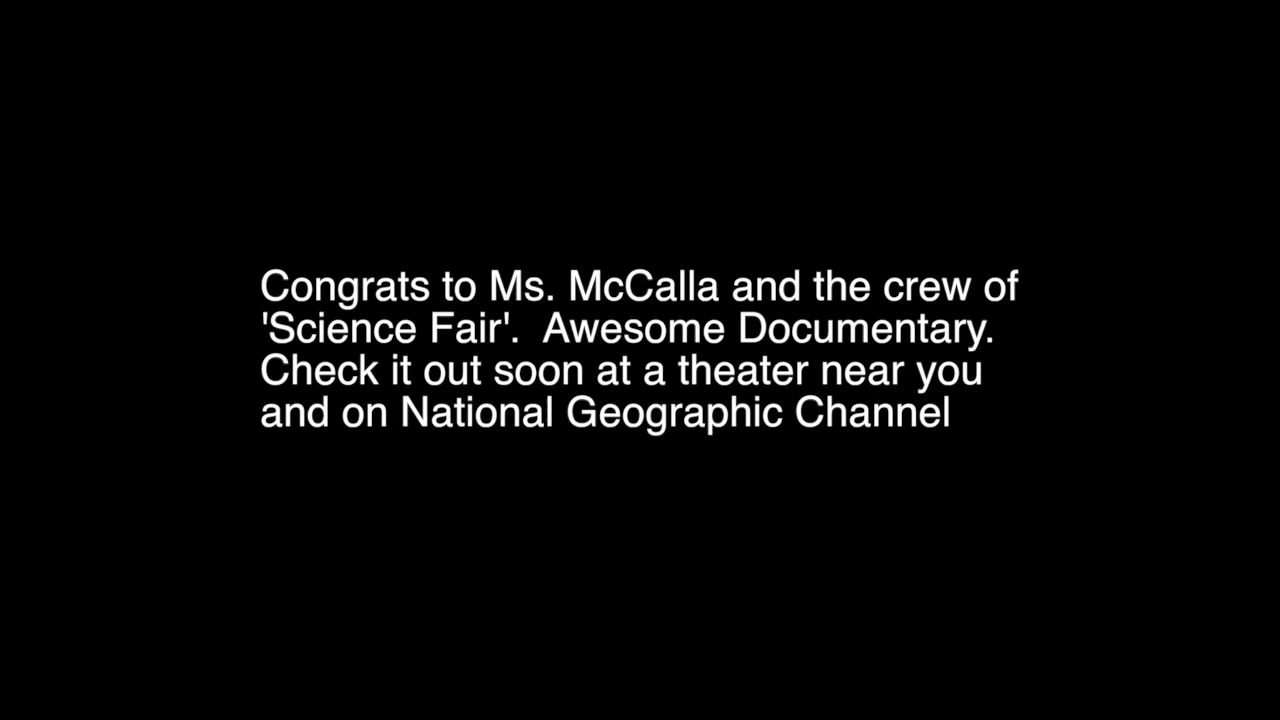 Congrats to Ms. McCalla and the crew of
'Science Fair'.  Awesome Documentary.
Check it out soon at a theater near you
and on National Geographic Channel